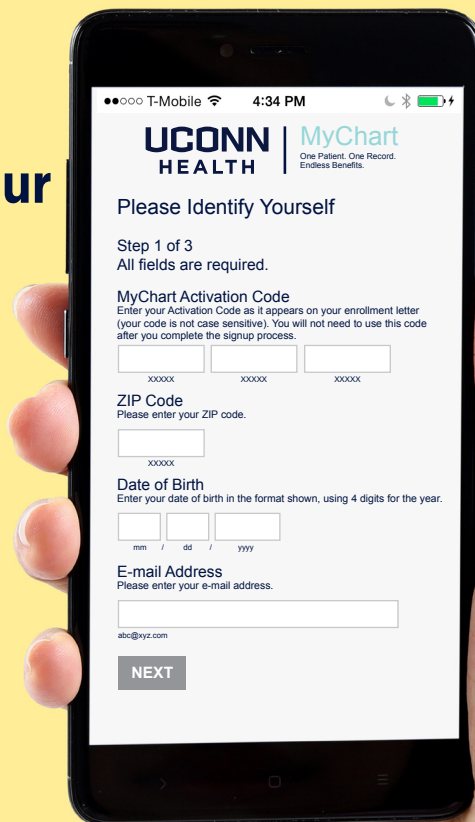 ur
T-Mobile 4:34 PM
UCONN
HEALTH
MyChart
One Patient. One Record.
Endless Benefits.
Please Identify Yourself
Step 1 of 3
All fields are required.
MyChart Activation Code
Enter your Activation Code as it appears on your enrollment letter
(your code is not case sensitive). You will not need to use this code
after you complete the signup process.
xxxxx xxxxx xxxxx
ZIP Code
Please enter your ZIP code.
xxxxx
Date of Birth
Enter your date of birth in the format shown, using 4 digits for the year.
mm / dd / yyyy
E-mail Address
Please enter your e-mail address.
abc@xyz.com
NEXT